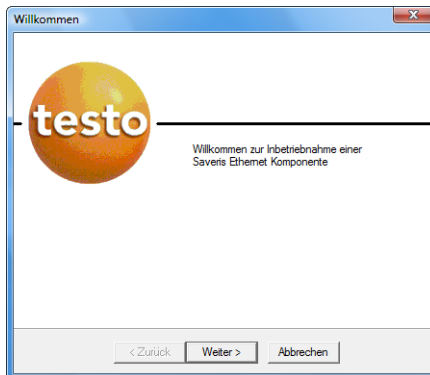 Willkommen
testo
Willkommen zur Inbetriebnahme einer
Saveris Ethernet Komponente
< Zurück Weiter > Abbrechen